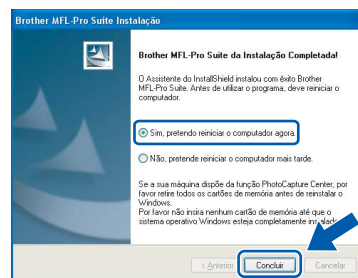 Brother MFL-Pro Suite Instalação
Brother MFL-Pro Suite da Instalação Completada!
O Assistente do InstallShield instalou com êxito Brother
MFL-Pro Suite. Antes de utilizar o programa, deve reiniciar o
computador.
Sim, pretendo reiniciar o computador agora.
Não, pretende reiniciar o computador mais tarde.
Se a sua máquina dispõe da função PhotoCapture Center, por
favor retire todos os cartões de memória antes de reinstalar o
Windows.
Por favor não insira nenhum cartão de memória até que o
sistema operativo Windows esteja completamente instalado.
< Anterior Concluir Cancelar